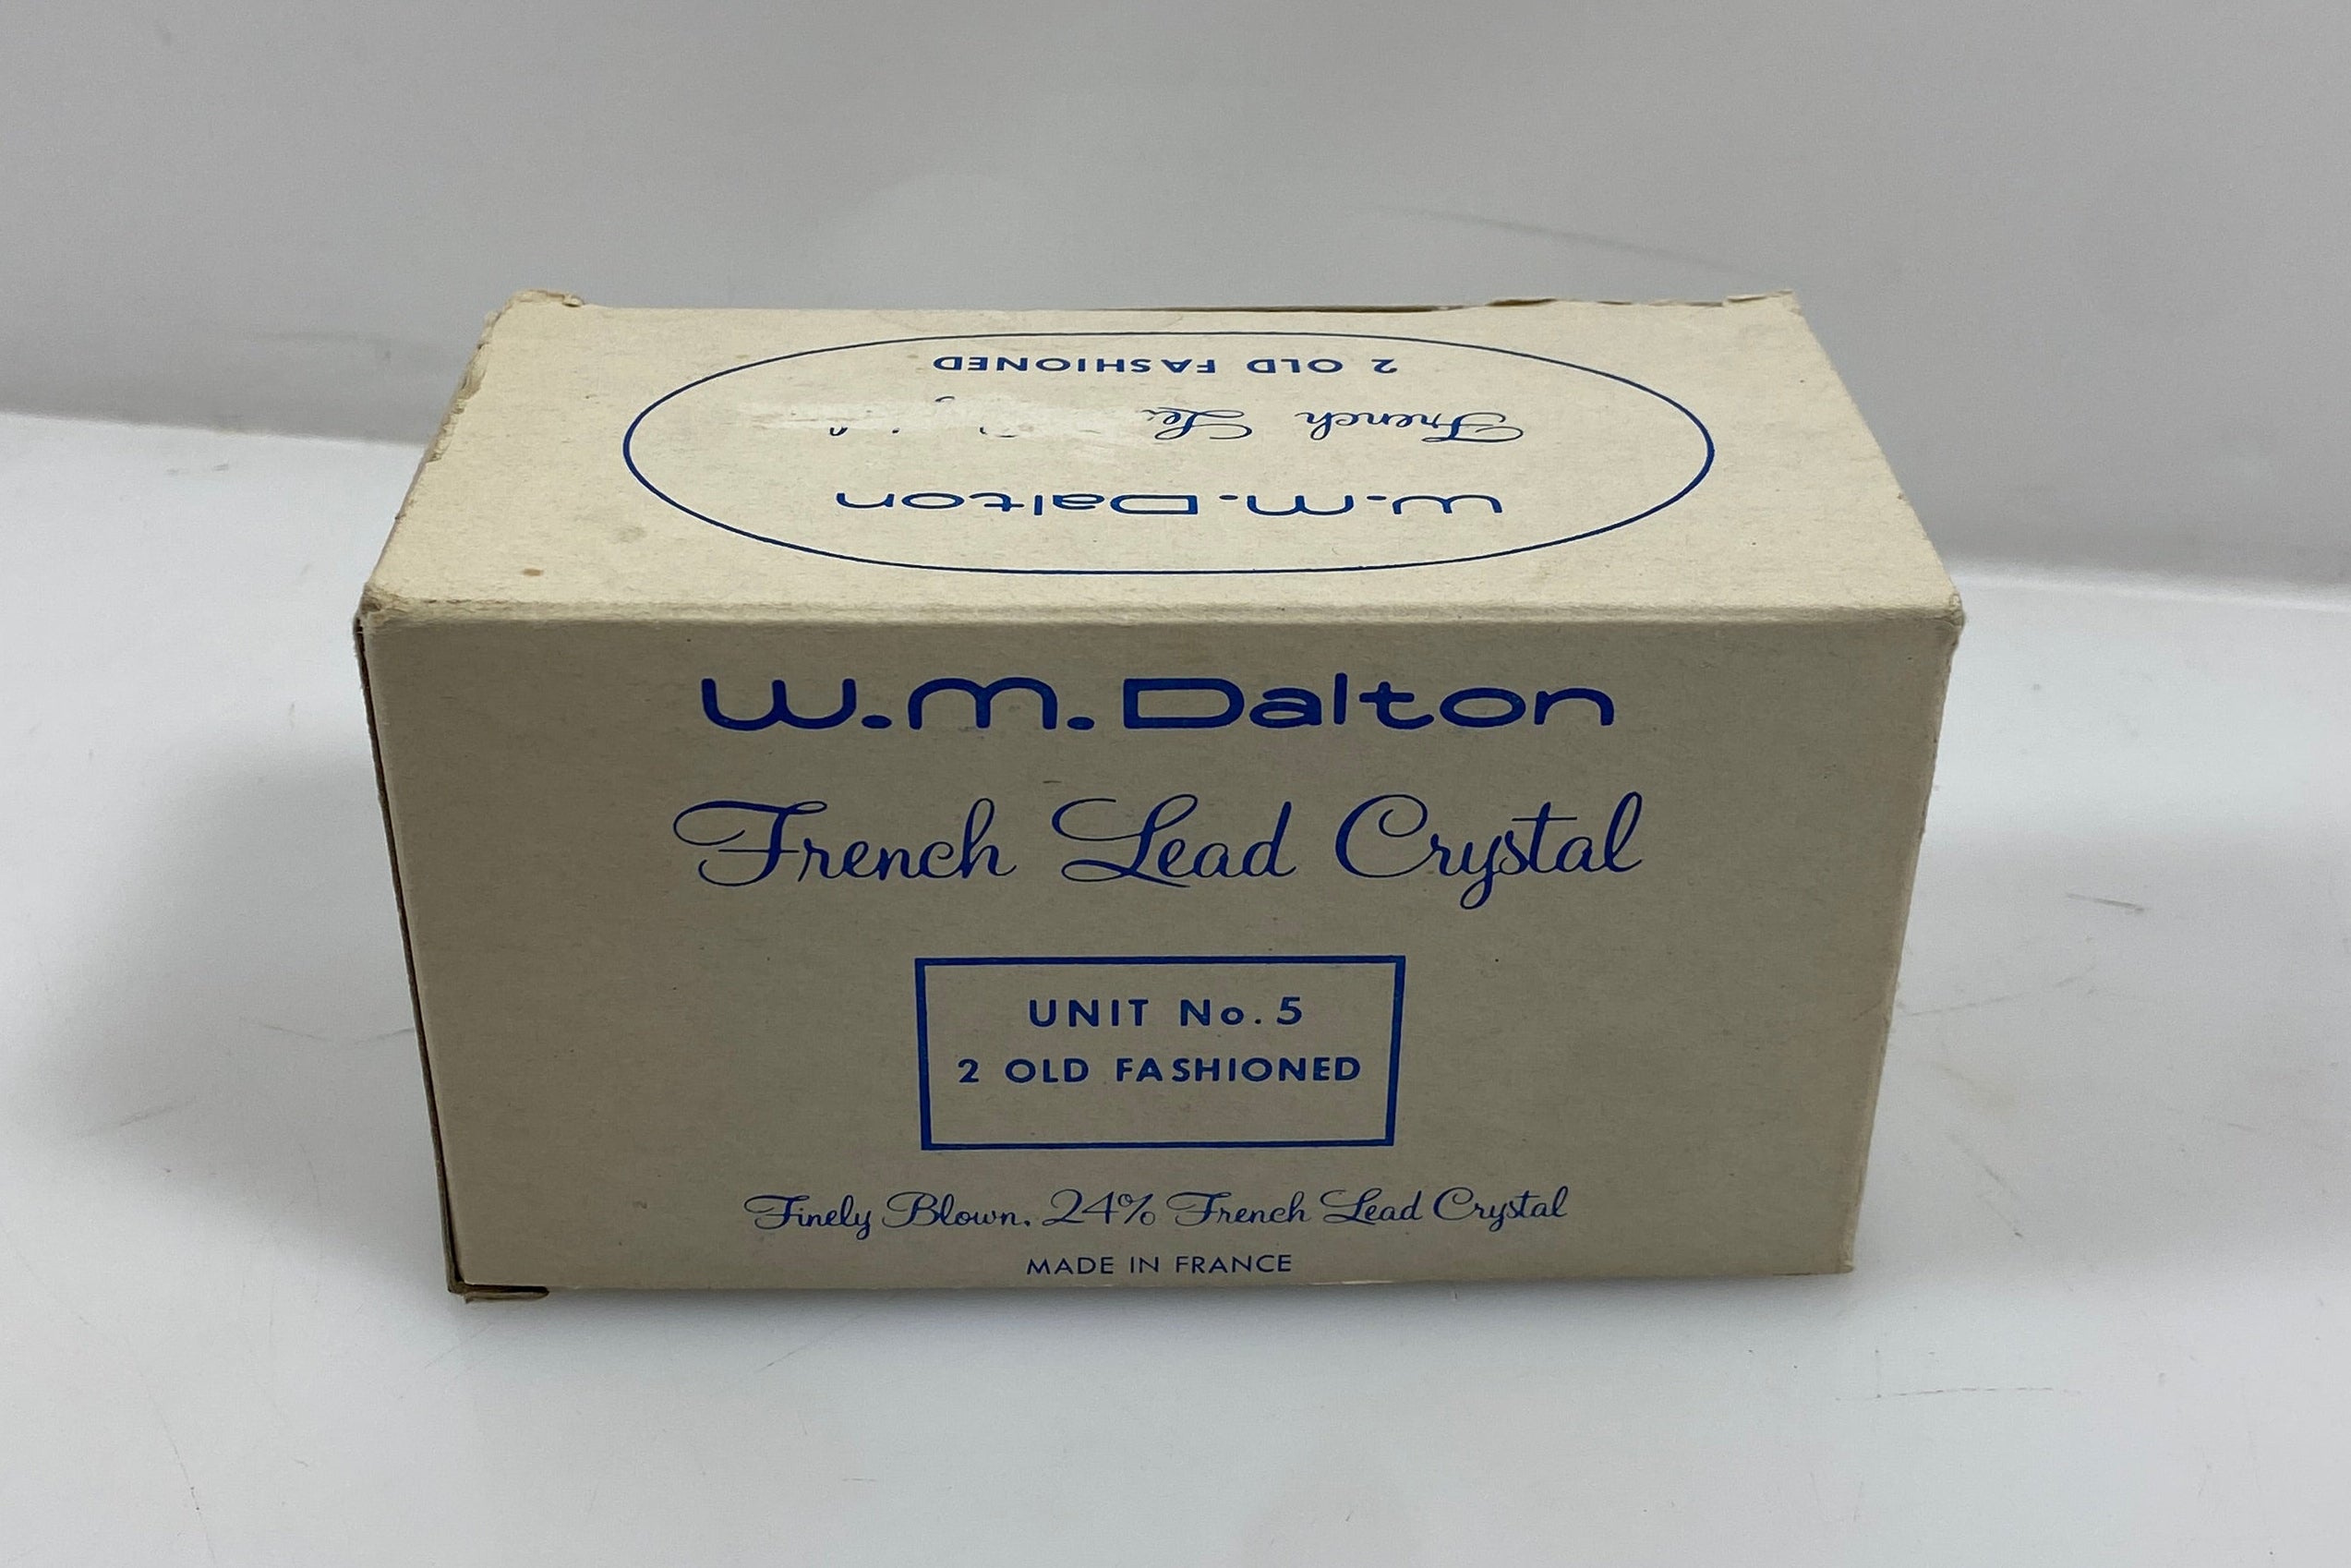 2 OLD FASHIONED
French
W.M. Dalton
W.M. Dalton
French Lead Crystal
UNIT No. 5
2 OLD FASHIONED
Finely Blown. 24% French Lead Crystal
MADE IN FRANCE